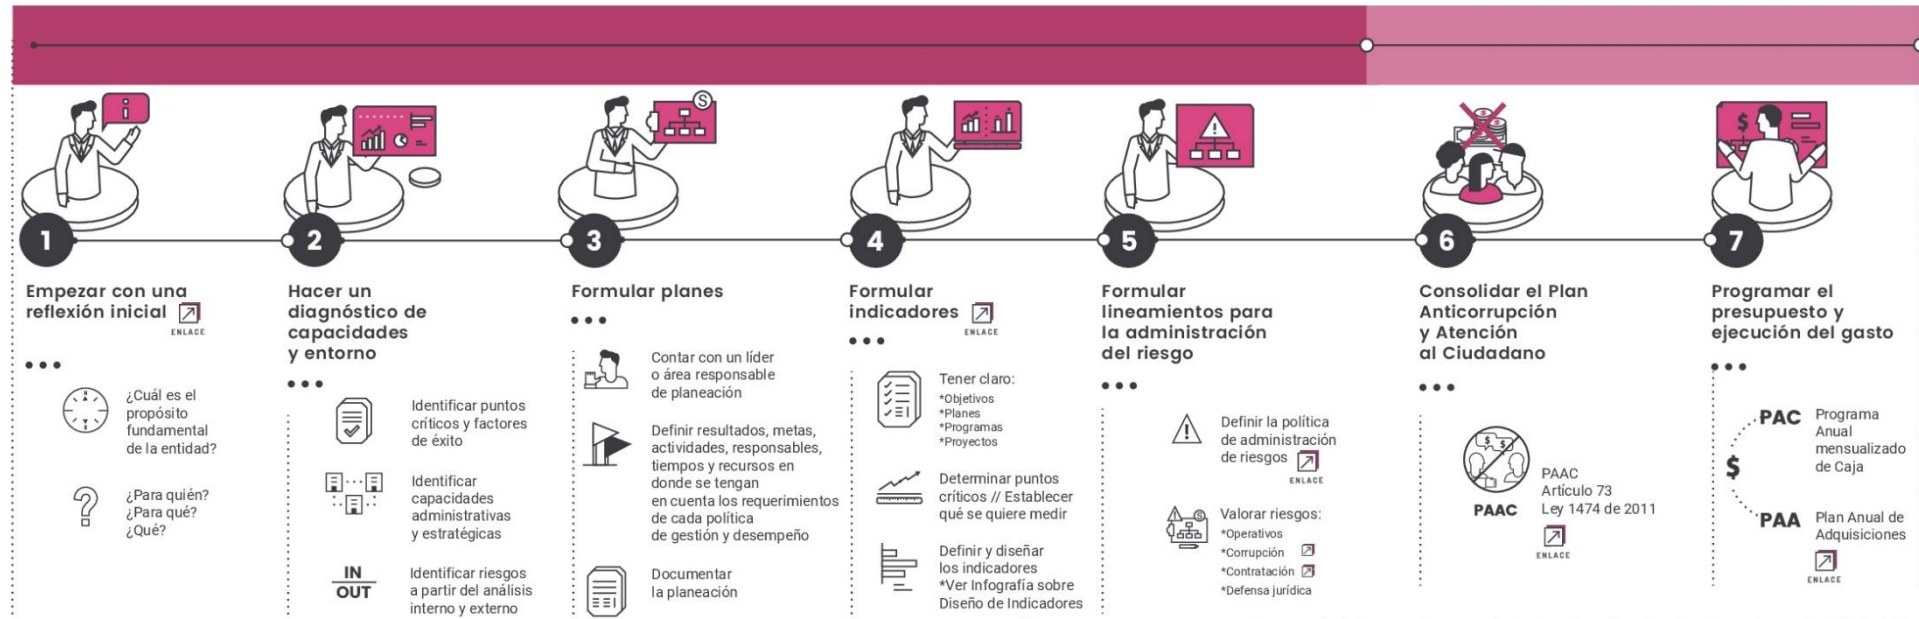 1
Empezar con una
reflexión inicial
ENLACE
¿Cuál es el
propósito
fundamental
de la entidad?
¿Para quién?
¿Para qué?
¿Qué?
2
Hacer un
diagnóstico de
capacidades
y entorno
Identificar puntos
críticos y factores
de éxito
Identificar
capacidades
administrativas
y estratégicas
IN
OUT
Identificar riesgos
a partir del análisis
interno y externo
S
3
Formular planes
Contar con un líder
o área responsable
de planeación
Definir resultados, metas,
actividades, responsables,
tiempos y recursos en
donde se tengan
en cuenta los requerimientos
de cada política
de gestión y desempeño
Documentar
la planeación
4
Formular
indicadores
ENLACE
Tener claro:
*Objetivos
*Planes
*Programas
*Proyectos
Determinar puntos
críticos // Establecer
qué se quiere medir
Definir y diseñar
los indicadores
*Ver Infografía sobre
Diseño de Indicadores
5
Formular
lineamientos para
la administración
del riesgo
Definir la política
de administración
de riesgos
ENLACE
Valorar riesgos:
*Operativos
*Corrupción
*Contratación
*Defensa jurídica
6
Consolidar el Plan
Anticorrupción
y Atención
al Ciudadano
$ $
PAAC
PAAC
Artículo 73
Ley 1474 de 2011
ENLACE
$
7
Programar el
presupuesto y
ejecución del gasto
PAC
Programa
Anual
mensualizado
de Caja
$
PAA
Plan Anual de
Adquisiciones
ENLACE